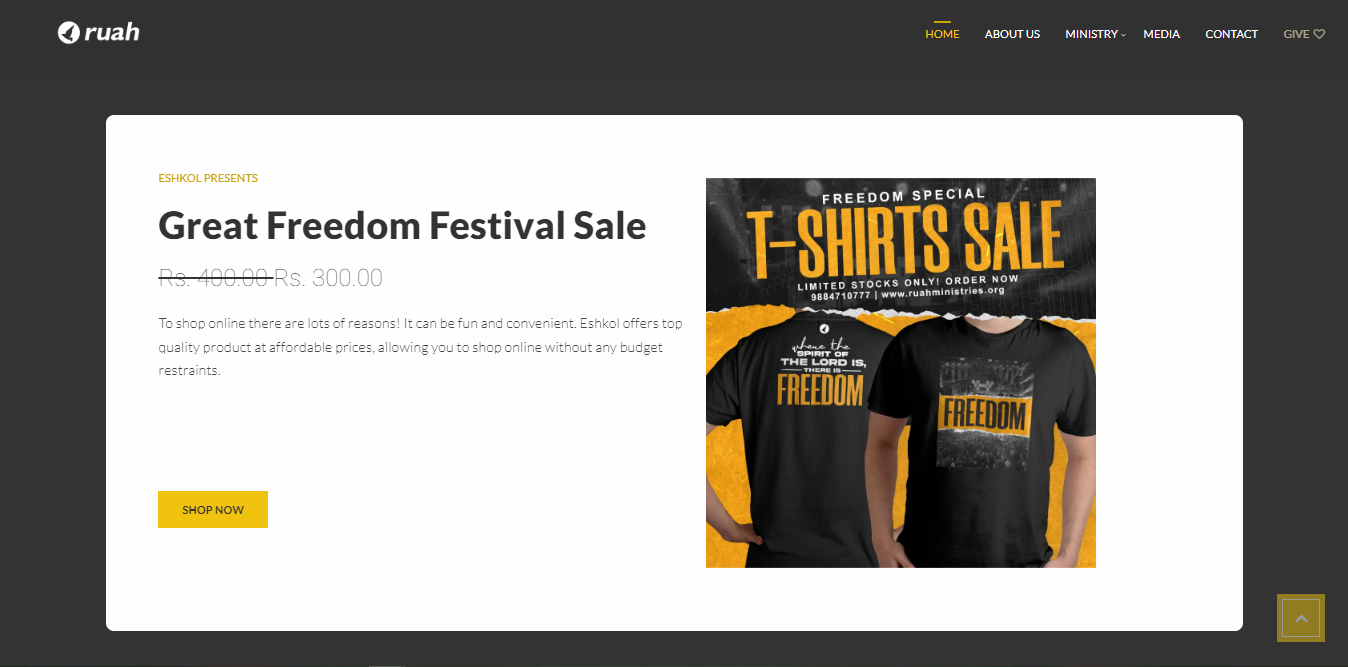 ruah
HOME
ABOUT US
MINISTRY
MEDIA
CONTACT
GIVE
ESHKOL PRESENTS
Great Freedom Festival Sale
Rs. 400.00 Rs. 300.00
To shop online there are lots of reasons! It can be fun and convenient. Eshkol offers top
quality product at affordable prices, allowing you to shop online without any budget
restraints.
SHOP NOW
FREEDOM SPECIAL
T-SHIRTS SALE
LIMITED STOCKS ONLY! ORDER NOW
9884710777 | www.ruahministries.org
where the
SPIRIT OF
THE LORD IS,
THERE IS
FREEDOM
FREEDOM